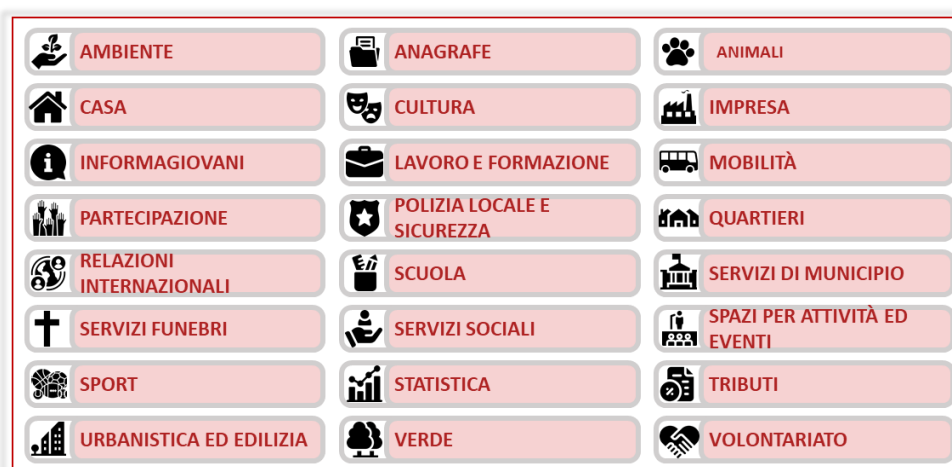 AMBIENTE
ANAGRAFE
ANIMALI
CASA
CULTURA
IMPRESA
INFORMAGIOVANI
LAVORO E FORMAZIONE
MOBILITÀ
PARTECIPAZIONE
POLIZIA LOCALE E
SICUREZZA
QUARTIERI
RELAZIONI
INTERNAZIONALI
SCUOLA
SERVIZI DI MUNICIPIO
SERVIZI FUNEBRI
SERVIZI SOCIALI
SPAZI PER ATTIVITÀ ED
EVENTI
SPORT
STATISTICA
TRIBUTI
URBANISTICA ED EDILIZIA
VERDE
VOLONTARIATO